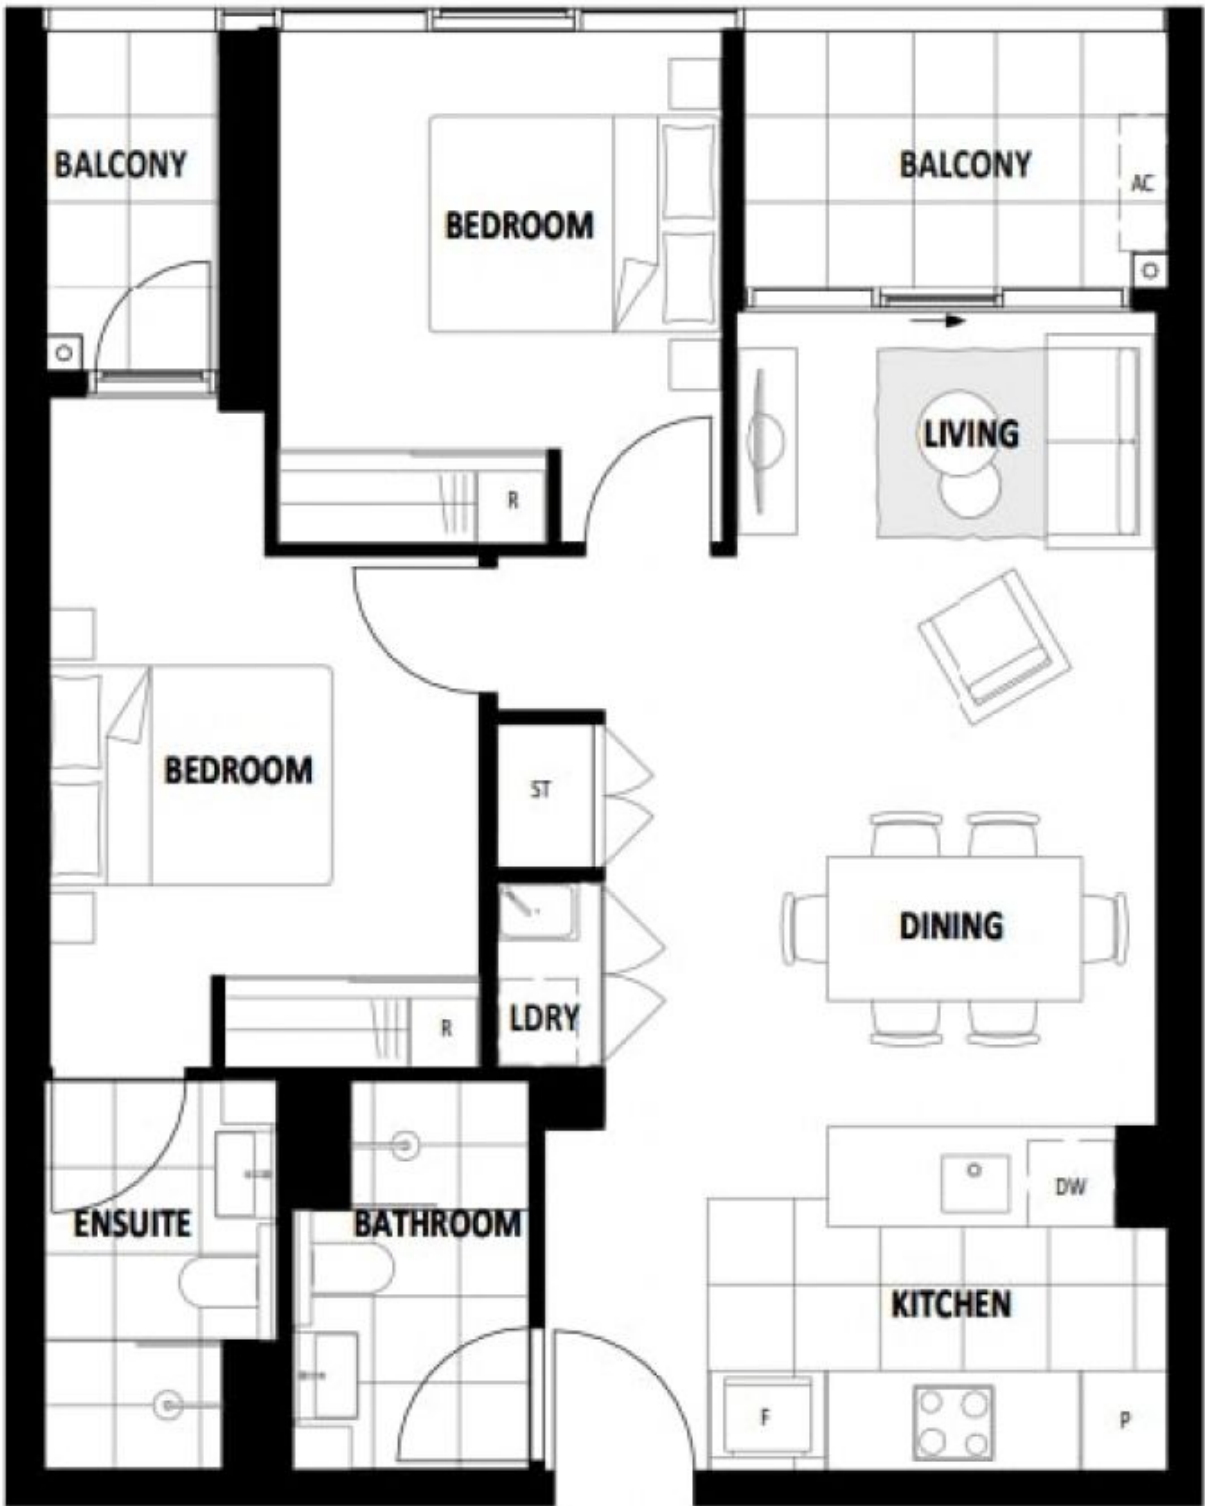 BALCONY
BEDROOM
BALCONY
AC
LIVING
R
BEDROOM
ST
DINING
LDRY
R
DW
ENSUITE
BATHROOM
KITCHEN
F
P